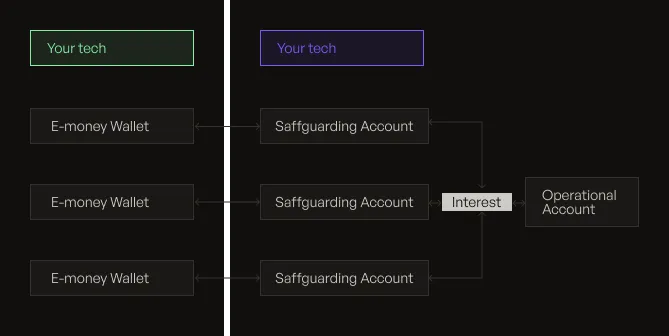 Your tech
Your tech
E-money Wallet
Saffguarding Account
E-money Wallet
Saffguarding Account
Interest
Operational
Account
E-money Wallet
Saffguarding Account